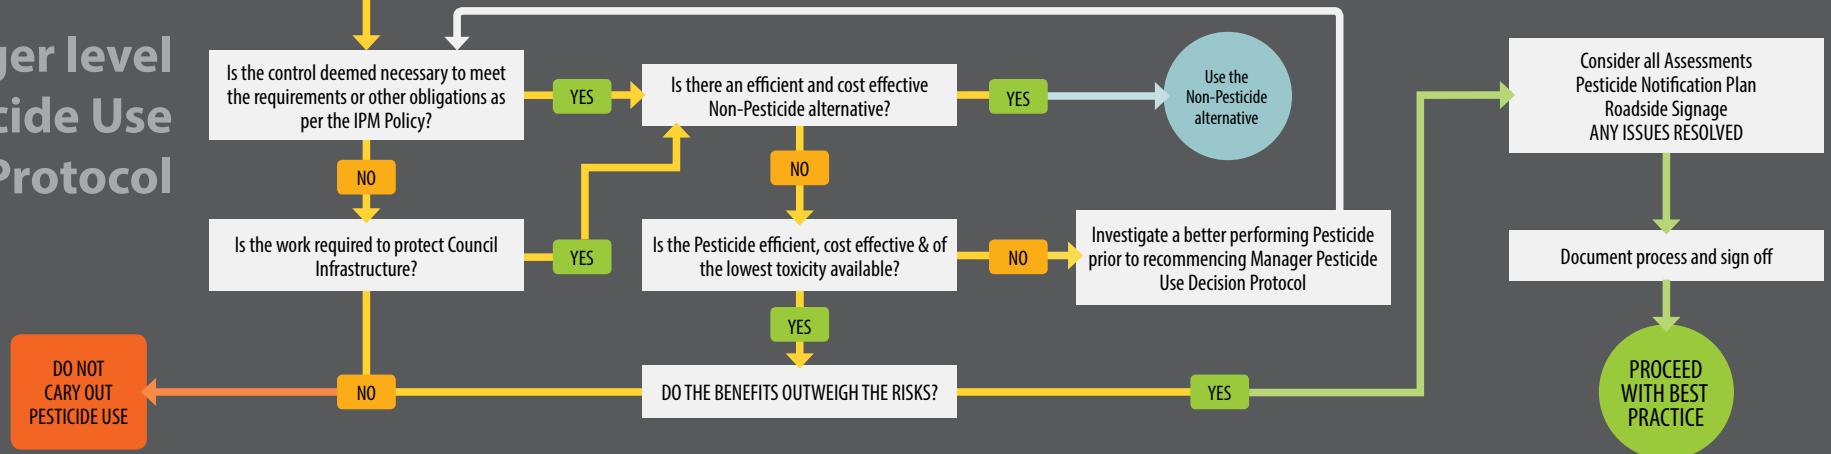 ger level
cide Use
Protocol
Is the control deemed necessary to meet
the requirements or other obligations as
per the IPM Policy?
YES
Is there an efficient and cost effective
Non-Pesticide alternative?
YES
Use the
Non-Pesticide
alternative
Consider all Assessments
Pesticide Notification Plan
Roadside Signage
ANY ISSUES RESOLVED
NO
NO
Is the work required to protect Council
Infrastructure?
YES
Is the Pesticide efficient, cost effective & of
the lowest toxicity available?
NO
Investigate a better performing Pesticide
prior to recommencing Manager Pesticide
Use Decision Protocol
Document process and sign off
YES
DO NOT
CARY OUT
PESTICIDE USE
NO
DO THE BENEFITS OUTWEIGH THE RISKS?
YES
PROCEED
WITH BEST
PRACTICE